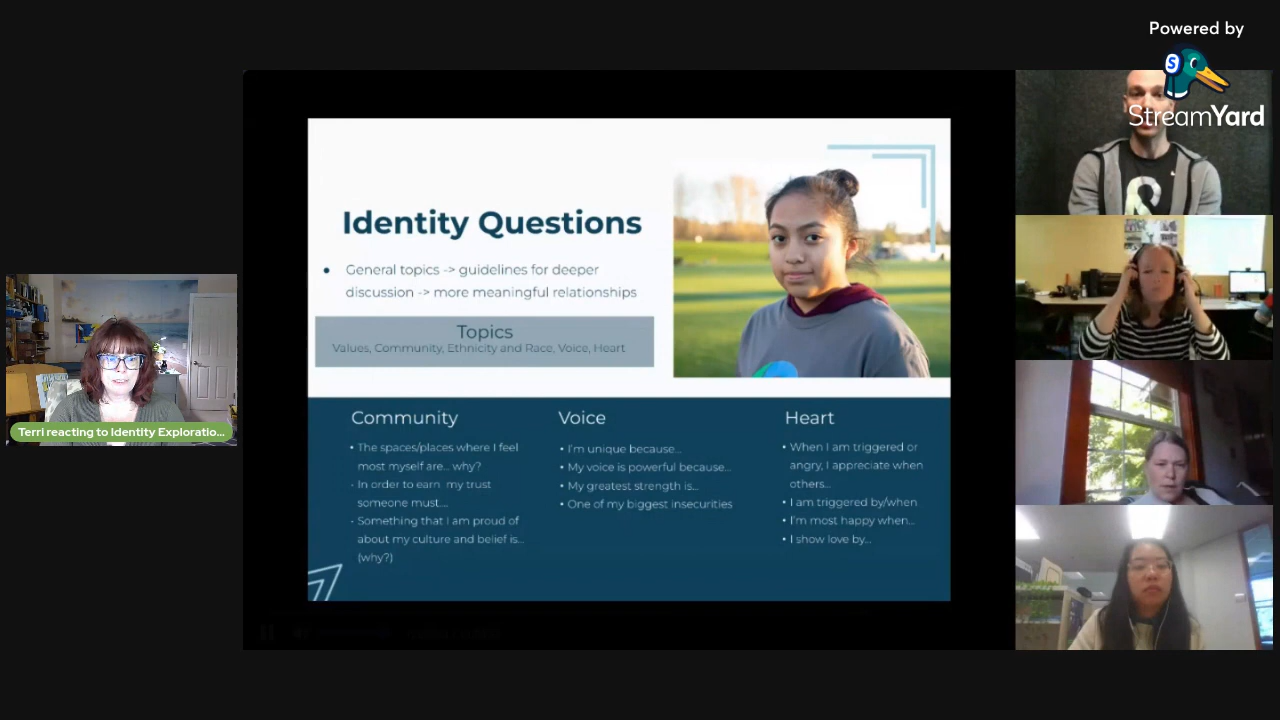 Powered by
StreamYard
Identity Questions
• General topics -> guidelines for deeper
discussion -> more meaningful relationships
Topics
Values, Community, Ethnicity and Race, Voice, Heart
Community
• The spaces/places where I feel
most myself are... why?
• In order to earn my trust
someone must....
• Something that I am proud of
about my culture and belief is...
(why?)
Voice
• I'm unique because...
• My voice is powerful because...
• My greatest strength is...
• One of my biggest insecurities
Heart
• When I am triggered or
angry, I appreciate when
others...
• I am triggered by/when
• I'm most happy when...
• I show love by...
Terri reacting to Identity Exploratio...